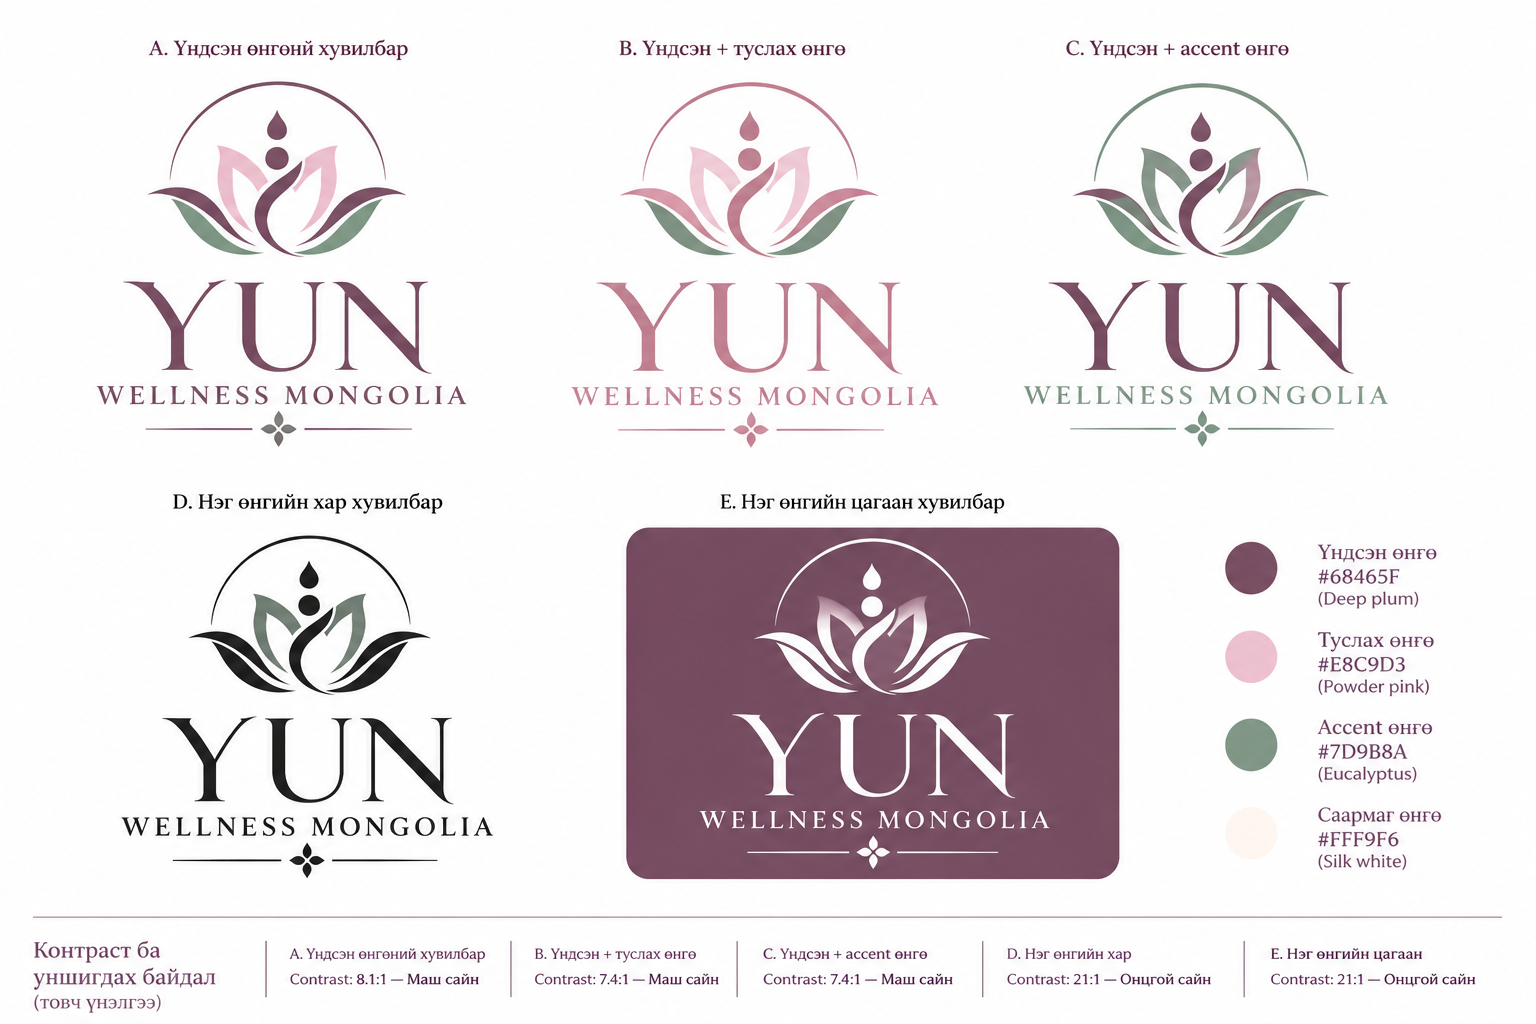 A. Үндсэн өнгөнй хувилбар
YUN
WELLNESS MONGOLIA
B. Үндсэн + туслах өнгө
YUN
WELLNESS MONGOLIA
C. Үндсэн + accent өнгө
YUN
WELLNESS MONGOLIA
D. Нэг өнгийн хар хувилбар
YUN
WELLNESS MONGOLIA
E. Нэг өнгийн цагаан хувилбар
YUN
WELLNESS MONGOLIA
Үндсэн өнгө
#68465F
(Deep plum)
Туслах өнгө
#E8C9D3
(Powder pink)
Accent өнгө
#7D9B8A
(Eucalyptus)
Саармаг өнгө
#FFF9F6
(Silk white)
Контраст ба
уншигдах байдал
(товч үнэлгээ)
A. Үндсэн өнгөний хувилбар
Contrast: 8.1:1 — Маш сайн
B. Үндсэн + туслах өнгө
Contrast: 7.4:1 — Маш сайн
C. Үндсэн + accent өнгө
Contrast: 7.4:1 — Маш сайн
D. Нэг өнгийн хар
Contrast: 21:1 — Онцгой сайн
E. Нэг өнгийн цагаан
Contrast: 21:1 — Онцгой сайн